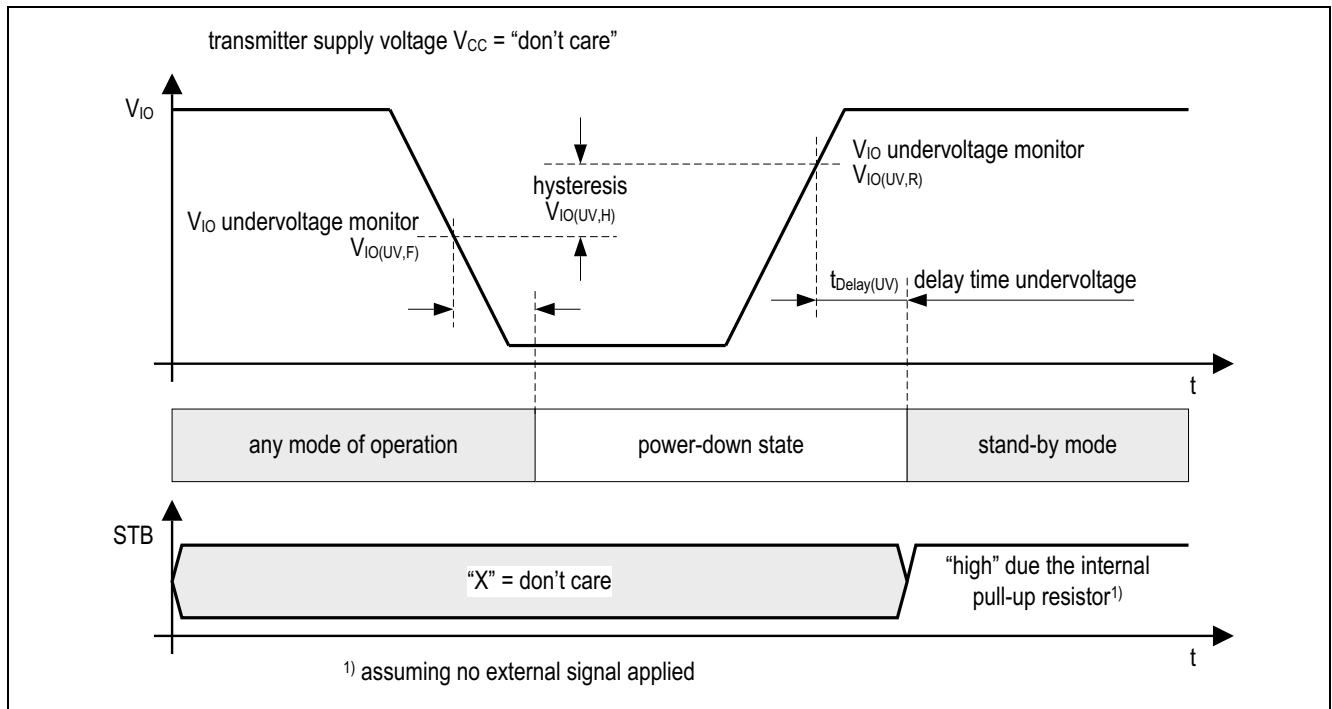 transmitter supply voltage VCC = “don’t care”
VIO
hysteresis
VIO(UV,H)
VIO undervoltage monitor
VIO(UV,R)
VIO undervoltage monitor
VIO(UV,F)
tDelay(UV) delay time undervoltage
t
any mode of operation
power-down state
stand-by mode
STB
“X” = don’t care
“high” due the internal
pull-up resistor1)
t
1) assuming no external signal applied